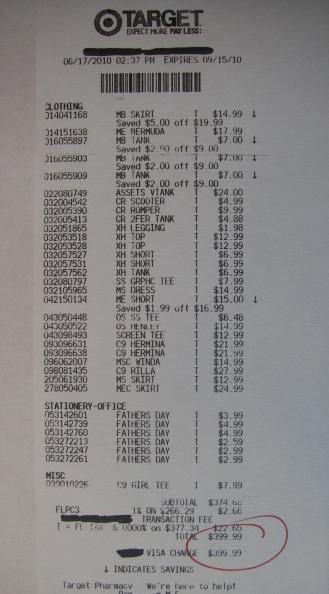 TARGET
EXPECT MORE PAY LESS.
06/17/2010 02:37 PM EXPIRES 09/15/10
CLOTHING
014041168 MB SKIRT T $14.99 ↓
Saved $5.00 off $19.99
014151638 ME BERMUDA T $17.99
016055897 MB TANK T $7.00 ↓
Saved $2.00 off $9.00
016055903 MB TANK T $7.00 ↓
Saved $2.00 off $9.00
016055909 MB TANK T $7.00 ↓
Saved $2.00 off $9.00
022080749 ASSETS VTANK T $24.00
032004542 CR SCOOTER T $4.99
032005390 CR ROMPER T $9.99
032005413 CR 2FER TANK T $4.88
032051865 XH LEGGING T $1.98
032053518 XH TOP T $12.99
032053528 XH TOP T $12.99
032057527 XH SHORT T $6.99
032057531 XH SHORT T $6.99
032057562 XH TANK T $6.99
032080797 SS GRPHC TEE T $7.99
032105965 MS DRESS T $14.99
042150134 ME SHORT T $15.00 ↓
Saved $1.99 off $16.99
043050448 OS SS TEE T $6.48
043050522 OS HENLEY T $14.99
043098493 SCREEN TEE T $12.99
093096631 C9 HERMINA T $21.99
093096638 C9 HERMINA T $21.99
096062007 MSC WINDA T $14.99
098081435 C9 RILLA T $27.99
205061930 MS SKIRT T $12.99
278050405 MEC SKIRT T $24.99
STATIONERY-OFFICE
053142601 FATHERS DAY T $3.99
053142739 FATHERS DAY T $4.99
053142760 FATHERS DAY T $4.99
053272213 FATHERS DAY T $2.59
053272247 FATHERS DAY T $2.99
053272261 FATHERS DAY T $2.99
MISC
C9 GIRL TEE T $7.99
SUBTOTAL $374.68
FLPC3 1% ON $266.29 $2.66
TRANSACTION FEE
T = FL TAX 6.0000% on $377.34 $22.65
TOTAL $399.99
VISA CHARGE $399.99
↓ INDICATES SAVINGS
Target Pharmacy We're here to help!